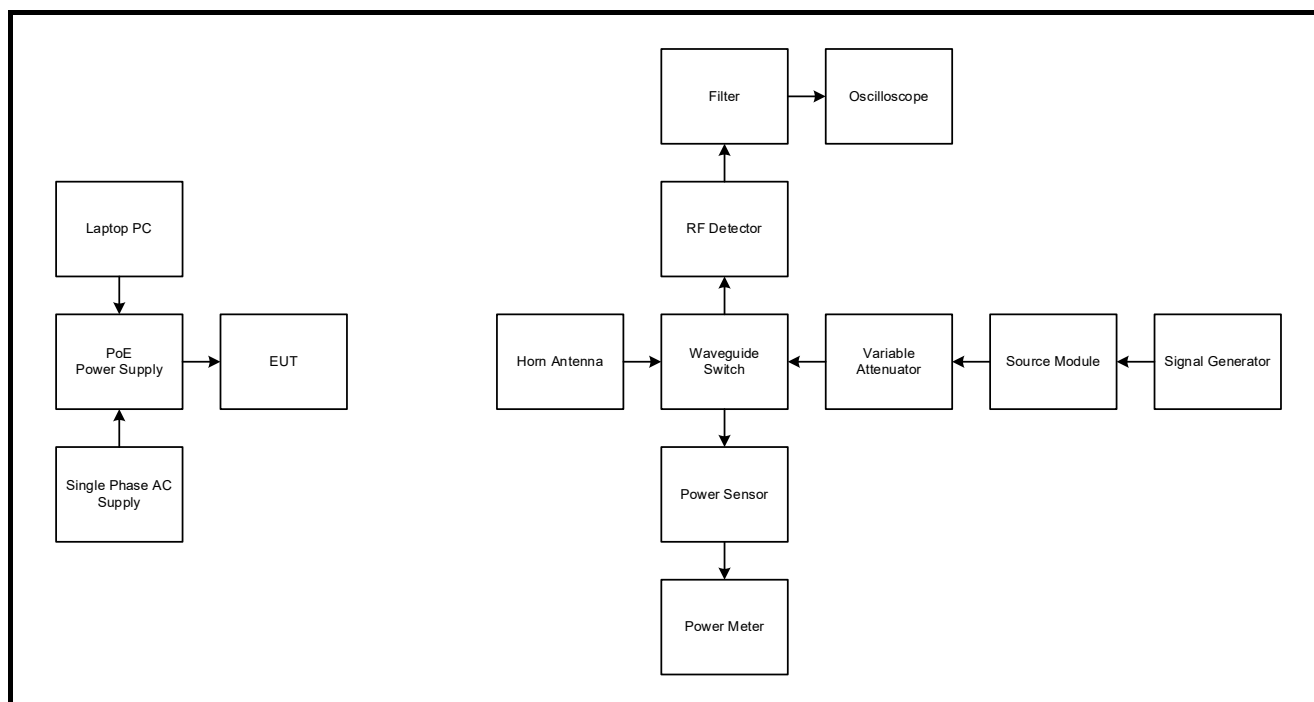 Filter
Oscilloscope
Laptop PC
RF Detector
PoE
Power Supply
EUT
Horn Antenna
Waveguide
Switch
Variable
Attenuator
Source Module
Signal Generator
Single Phase AC
Supply
Power Sensor
Power Meter